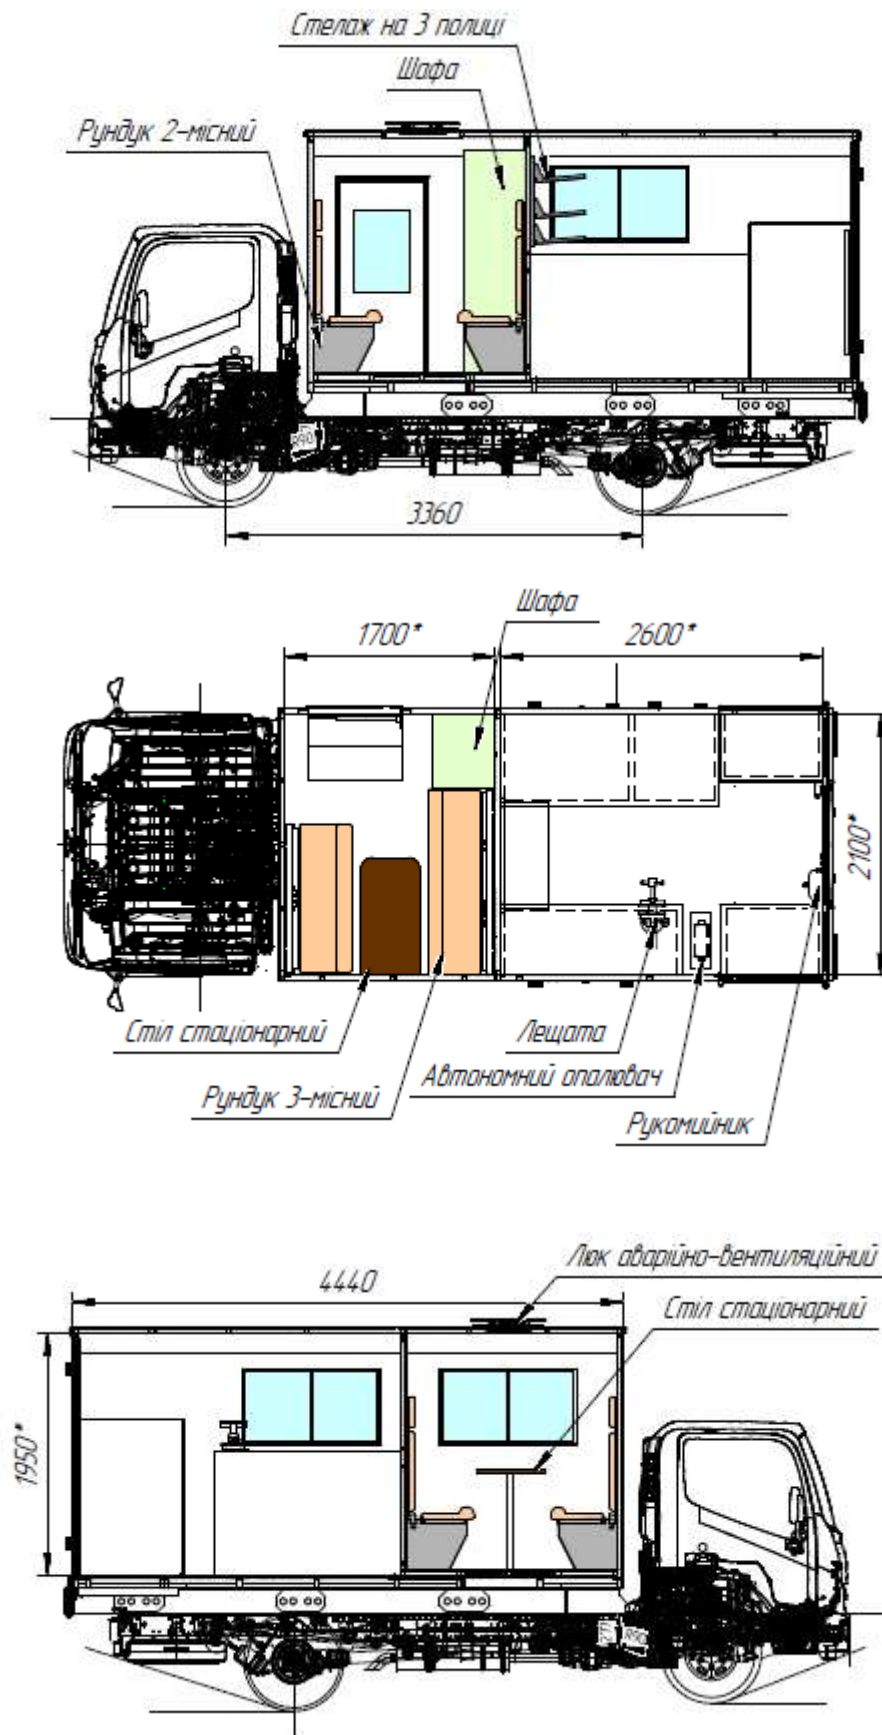 Стелаж на 3 полиці
Шафа
Рундук 2-місний
3360
Шафа
1700*
2600*
2100*
Стіл стаціонарний
Лещата
Автономний опалювач
Рундук 3-місний
Рукомийник
Люк аварійно-вентиляційний
4440
Стіл стаціонарний
1950*